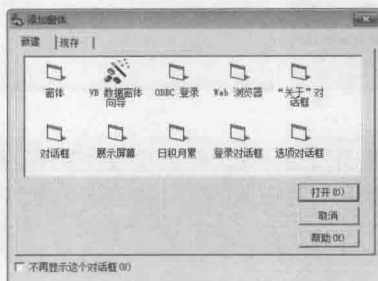 添加窗体
新建 现存
窗体 VB 数据窗体向导 ODBC 登录 Web 浏览器 “关于”对话框
对话框 展示屏幕 日积月累 登录对话框 选项对话框
打开(O)
取消
帮助(H)
不再显示这个对话框(D)